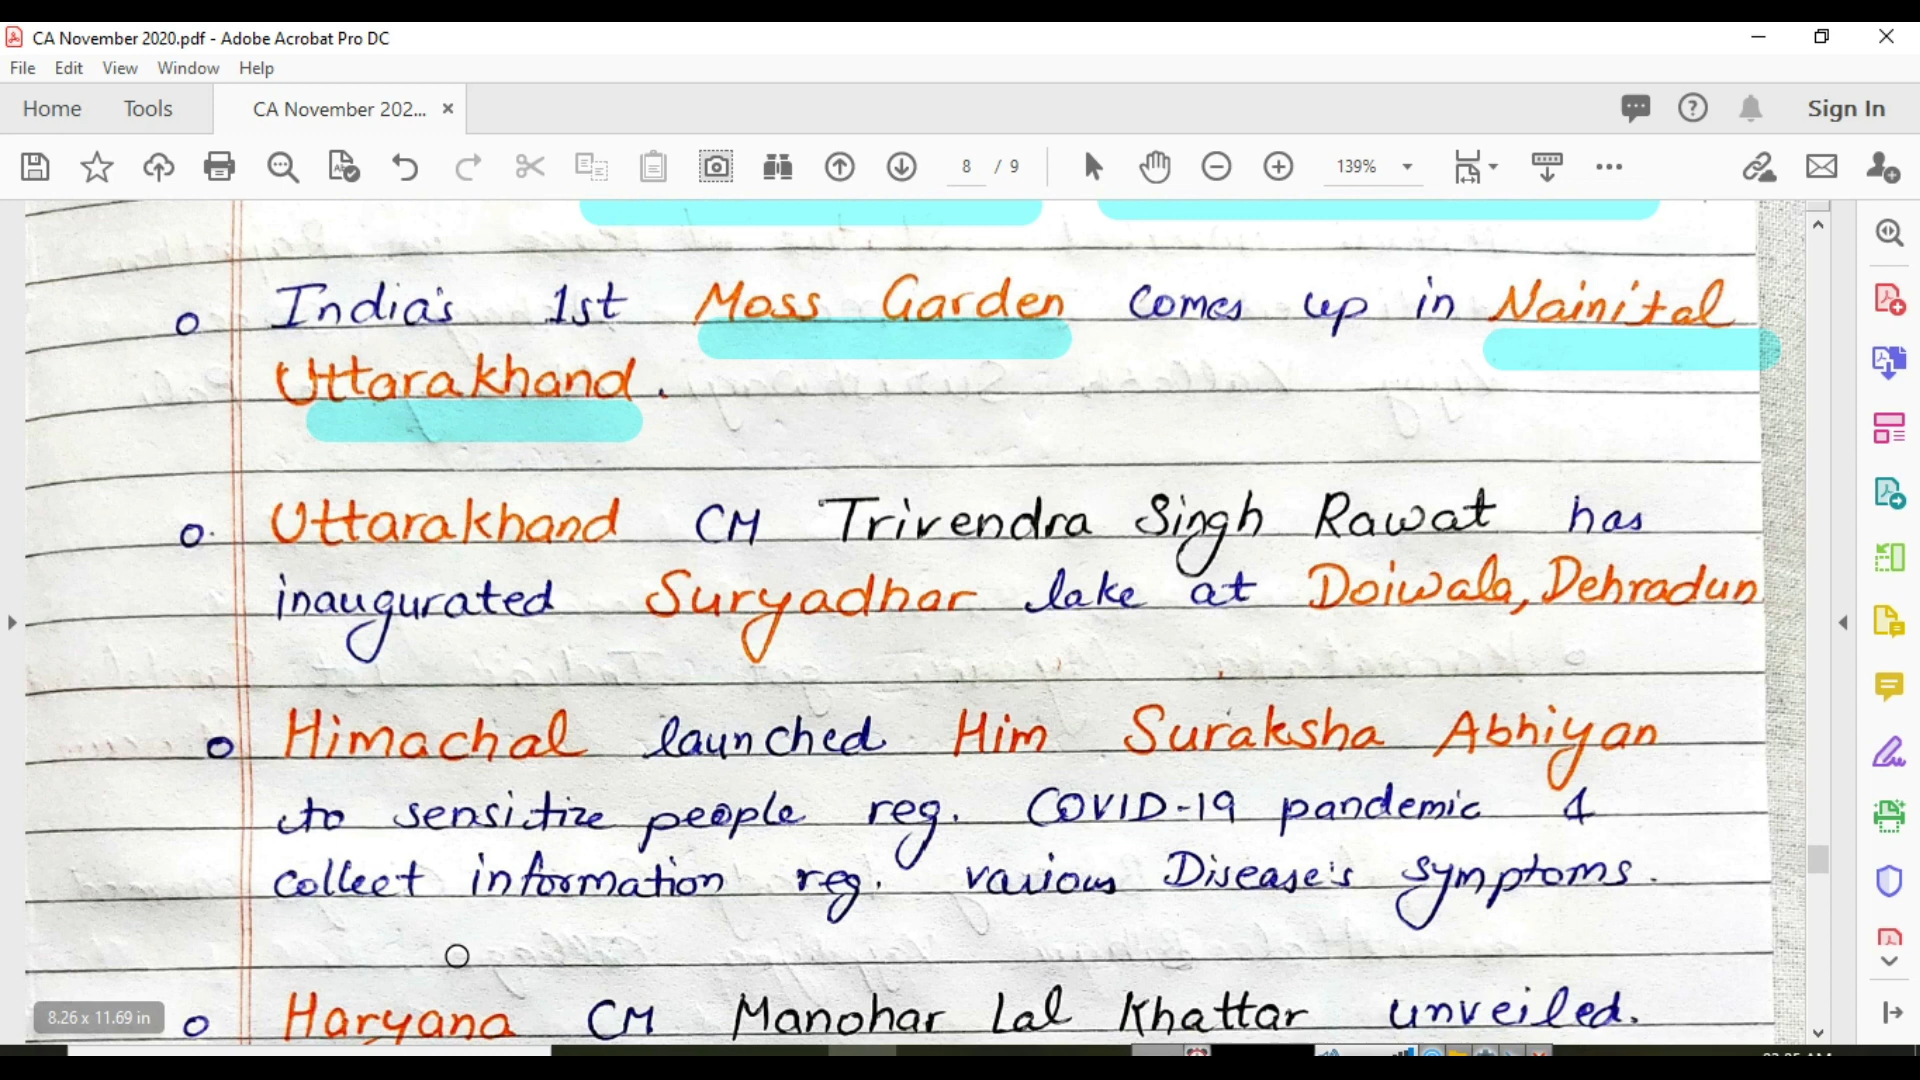 CA November 2020.pdf - Adobe Acrobat Pro DC
File Edit View Window Help
Home Tools CA November 202... × Sign In
8 / 9 139%
India's 1st Moss Garden comes up in Nainital
Uttarakhand.
Uttarakhand CM Trivendra Singh Rawat has
inaugurated Suryadhar lake at Doiwala, Dehradun
Himachal launched Him Suraksha Abhiyan
to sensitize people reg. COVID-19 pandemic &
collect information reg. various Disease's symptoms.
8.26 x 11.69 in
Haryana CM Manohar Lal Khattar unveiled.